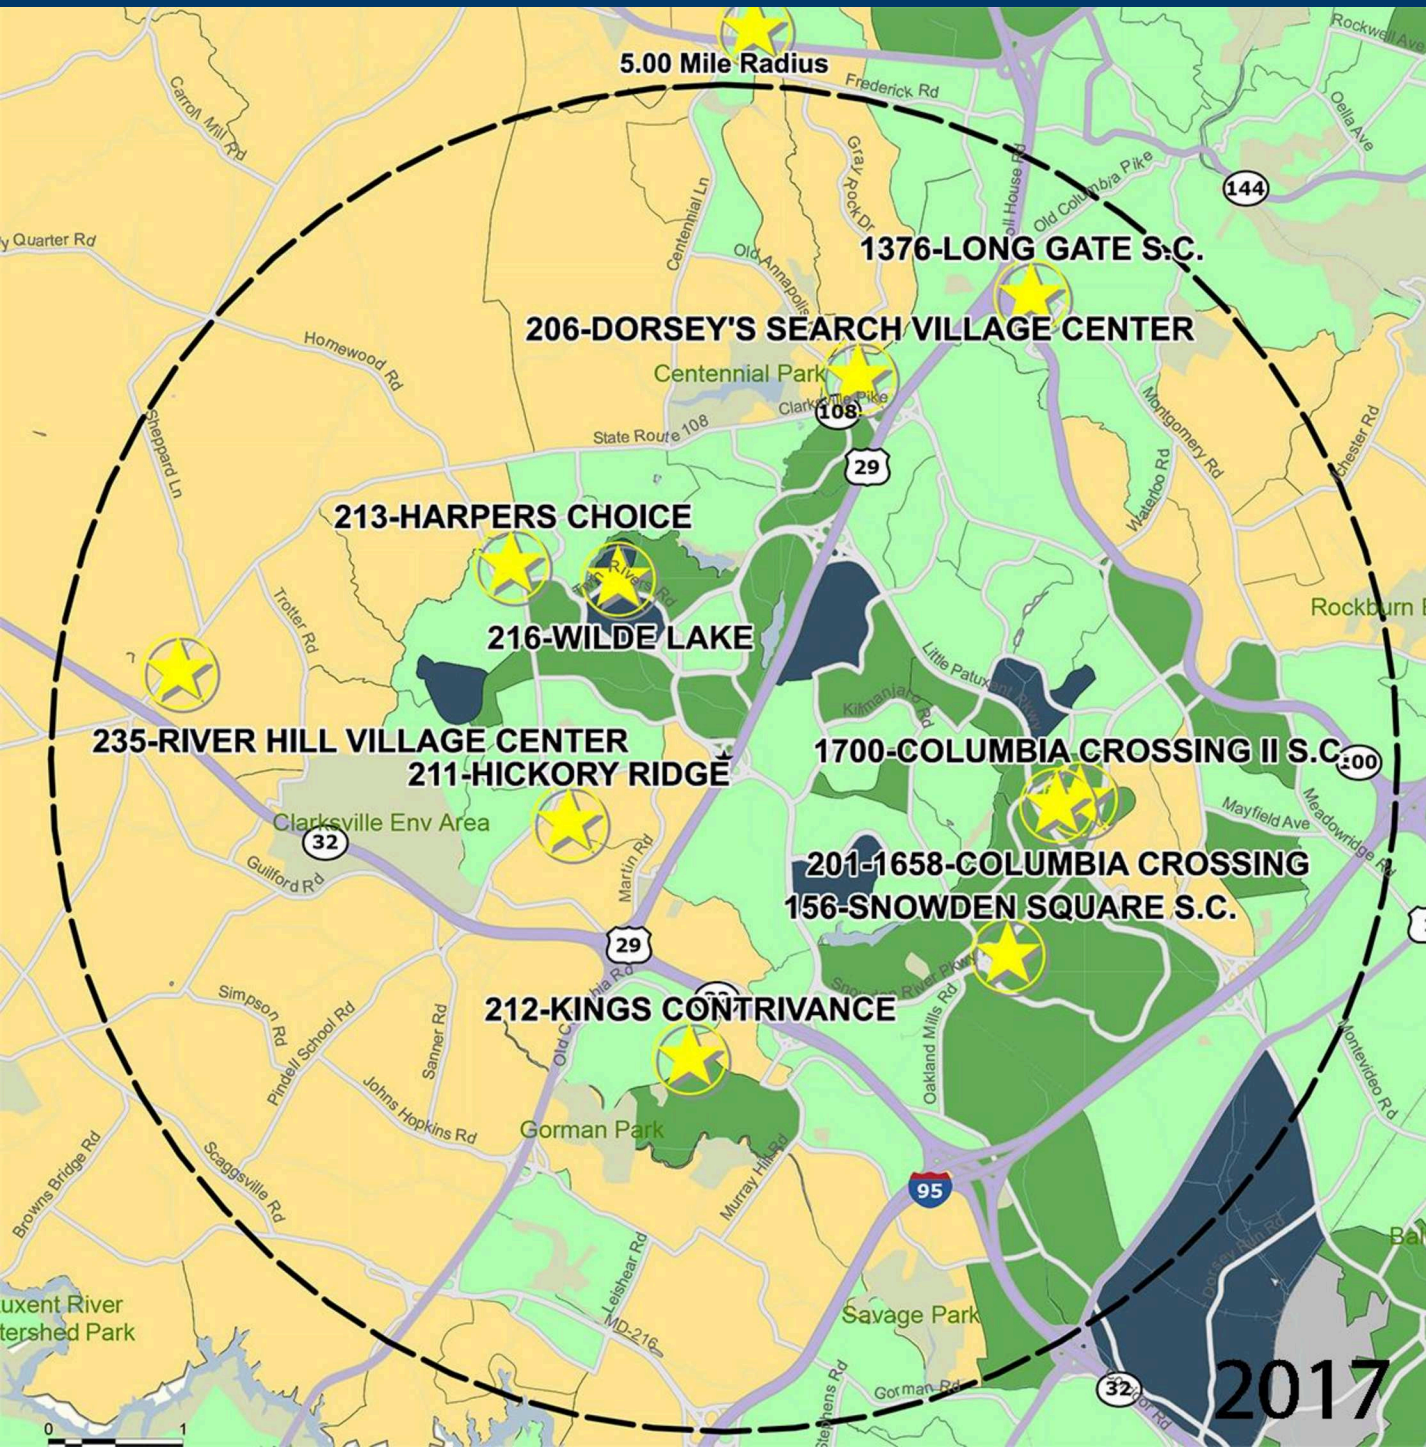 5.00 Mile Radius
Rockwell Ave
Frederick Rd
Carroll Mill Rd
Oella Ave
Gray Rock Dr
Centennial Ln
Old Columbia Pike
144
y Quarter Rd
Old Annapolis
1376-LONG GATE S.C.
206-DORSEY'S SEARCH VILLAGE CENTER
Homewood Rd
Centennial Park
Clarksville Pike
108
State Route 108
Sheppard Ln
Montgomery Rd
29
Waterloo Rd
213-HARPERS CHOICE
Trotter Rd
Rivers Rd
Rockburn
216-WILDE LAKE
Little Patuxent Pkwy
Kilimanjaro Rd
235-RIVER HILL VILLAGE CENTER
1700-COLUMBIA CROSSING II S.C.
211-HICKORY RIDGE
Clarksville Env Area
32
Mayfield Ave
Meadowridge Rd
Guilford Rd
Martin Rd
201-1658-COLUMBIA CROSSING
156-SNOWDEN SQUARE S.C.
29
Snowden River Pkwy
Simpson Rd
212-KINGS CONTRIVANCE
Pindell School Rd
Sanner Rd
Oakland Mills Rd
Montevideo Rd
Johns Hopkins Rd
Gorman Park
Murray Hill Rd
Browns Bridge Rd
Scaggsville Rd
95
Dorsey Run Rd
Leishear Rd
uxent River
tershed Park
Savage Park
MD-216
Gorman Rd
32
2017
0 1